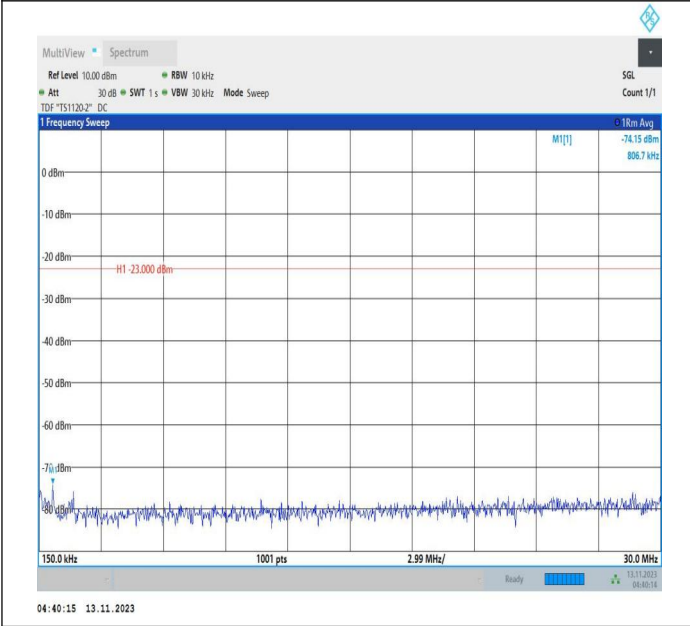 R S
MultiView Spectrum
Ref Level 10.00 dBm RBW 10 kHz SGL
Att 30 dB SWT 1 s VBW 30 kHz Mode Sweep Count 1/1
TDF "TS1120-2" DC
1 Frequency Sweep 1Rm Avg
M1[1] -74.15 dBm
806.7 kHz
0 dBm
-10 dBm
-20 dBm
H1 -23.000 dBm
-30 dBm
-40 dBm
-50 dBm
-60 dBm
-70 dBm
M1
-80 dBm
150.0 kHz 1001 pts 2.99 MHz/ 30.0 MHz
Ready 13.11.2023
04:40:14
04:40:15 13.11.2023